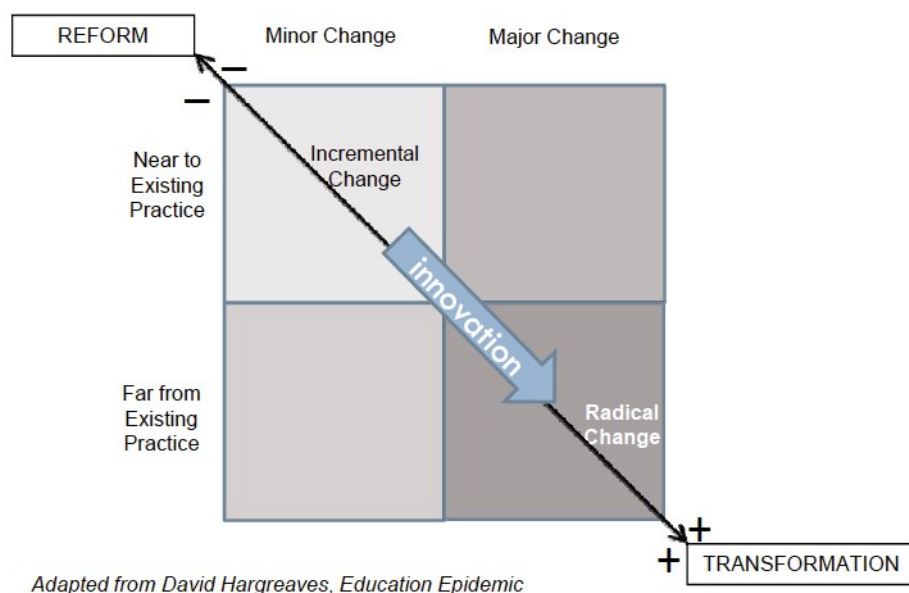 REFORM
Minor Change
Major Change
−
−
Near to
Existing
Practice
Incremental
Change
innovation
Far from
Existing
Practice
Radical
Change
+
+
TRANSFORMATION
Adapted from David Hargreaves, Education Epidemic